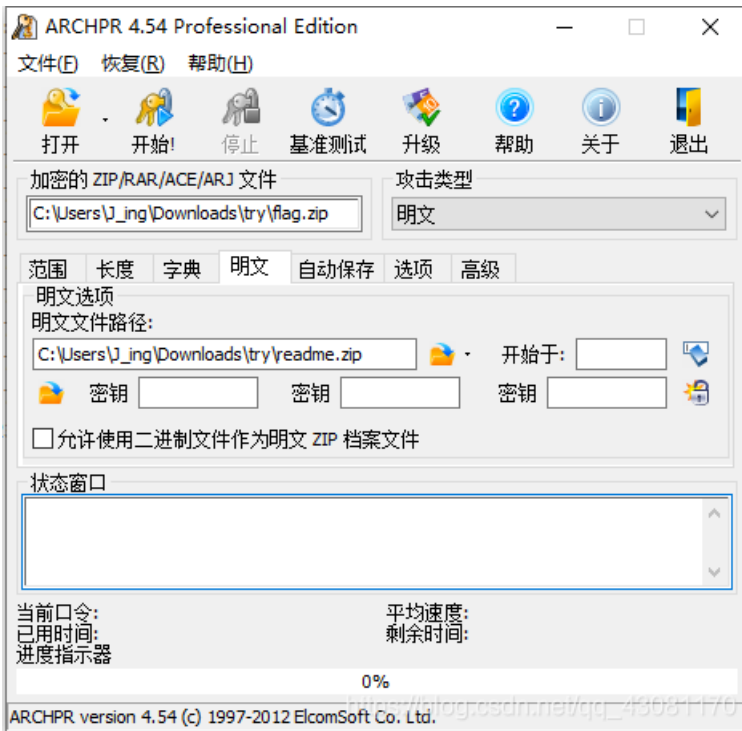 ARCHPR 4.54 Professional Edition
文件(F) 恢复(R) 帮助(H)
打开 开始! 停止 基准测试 升级 帮助 关于 退出
加密的 ZIP/RAR/ACE/ARJ 文件 攻击类型
C:\Users\J_ing\Downloads\try\flag.zip 明文
范围 长度 字典 明文 自动保存 选项 高级
明文选项
明文文件路径:
C:\Users\J_ing\Downloads\try\readme.zip 开始于:
密钥 密钥 密钥
允许使用二进制文件作为明文 ZIP 档案文件
状态窗口
当前口令: 平均速度:
已用时间: 剩余时间:
进度指示器
0%
https://blog.csdn.net/qq_43081170
ARCHPR version 4.54 (c) 1997-2012 ElcomSoft Co. Ltd.